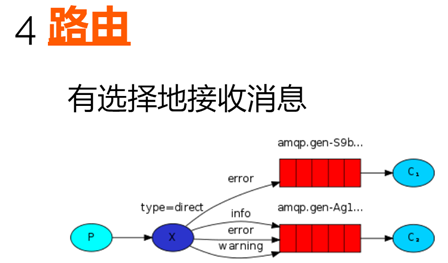 4 路由
有选择地接收消息
amqp.gen-S9b...
error
C₁
type=direct
info
amqp.gen-Ag1...
P
X
error
C₂
warning